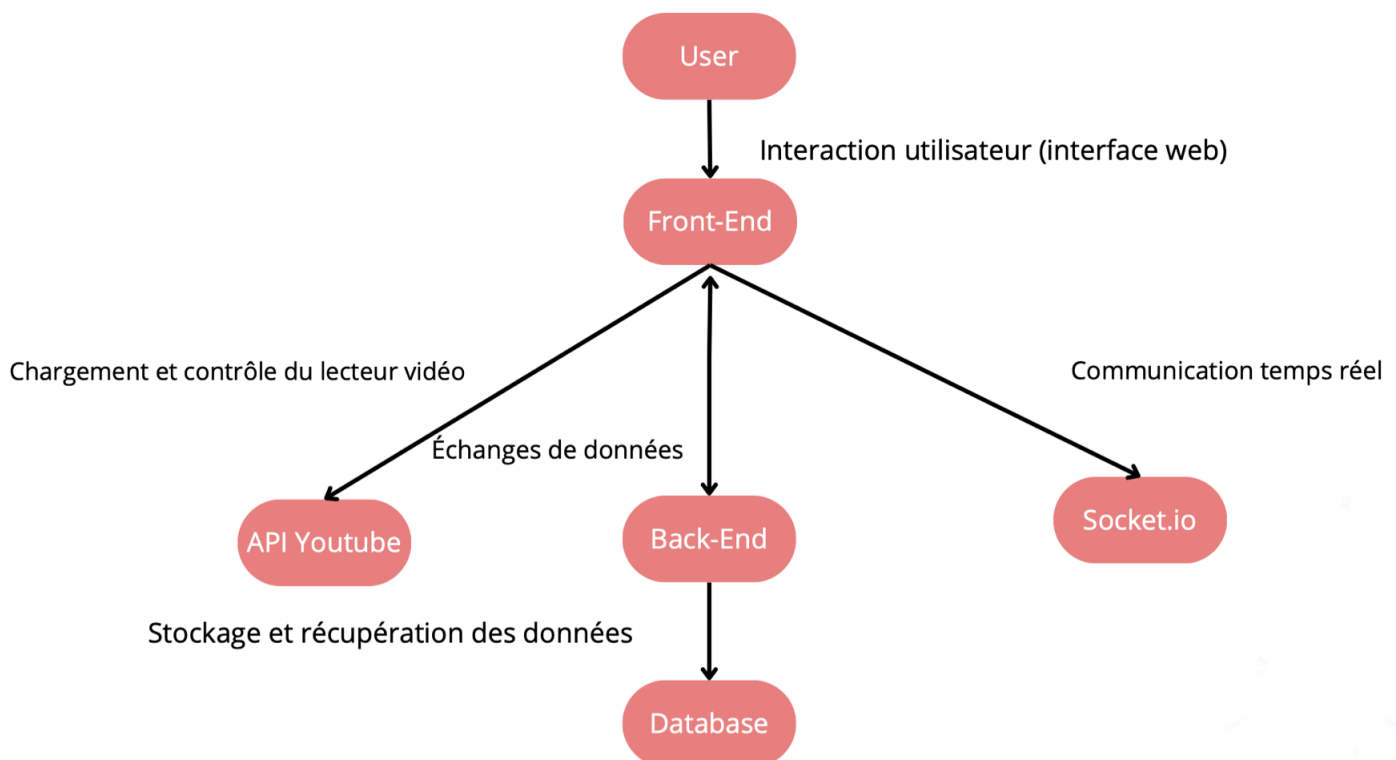 User
Interaction utilisateur (interface web)
Front-End
Chargement et contrôle du lecteur vidéo
Communication temps réel
Échanges de données
API Youtube
Back-End
Socket.io
Stockage et récupération des données
Database